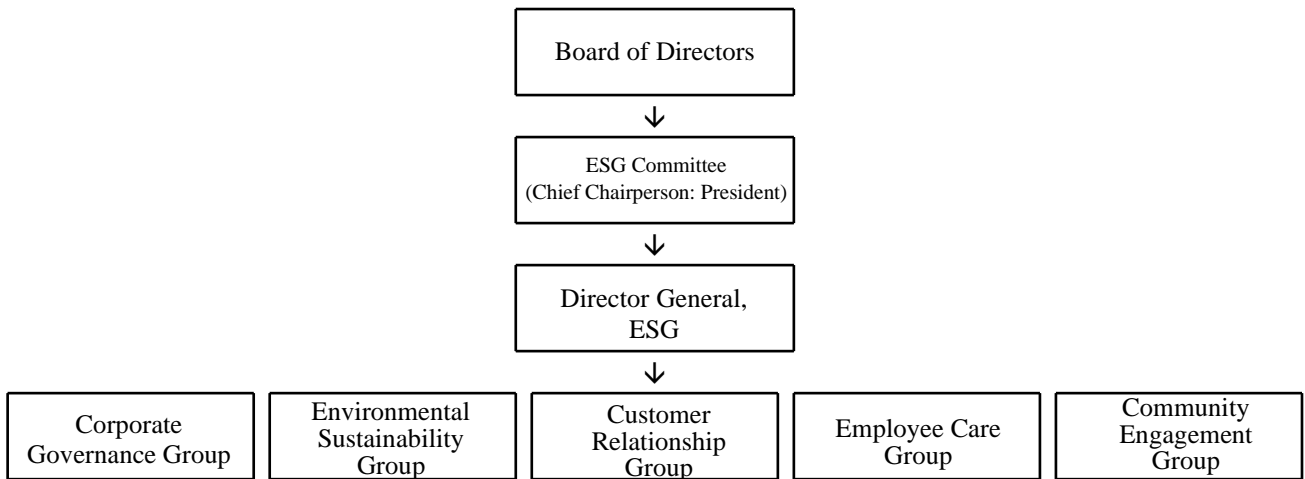 Board of Directors
ESG Committee
(Chief Chairperson: President)
Director General,
ESG
Corporate
Governance Group
Environmental
Sustainability
Group
Customer
Relationship
Group
Employee Care
Group
Community
Engagement
Group